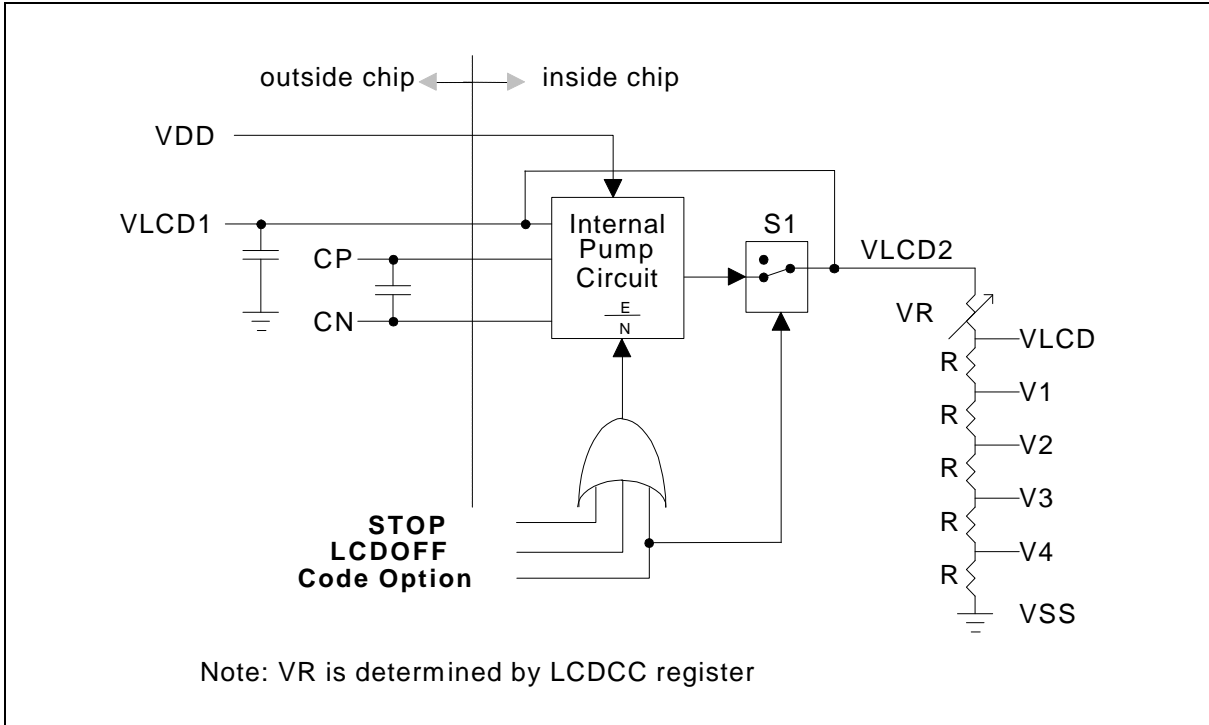 outside chip
inside chip
VDD
VLCD1
CP
CN
Internal
Pump
Circuit
E
N
S1
VLCD2
VR
VLCD
R
V1
R
V2
R
V3
R
V4
R
VSS
STOP
LCDOFF
Code Option
Note: VR is determined by LCDCC register